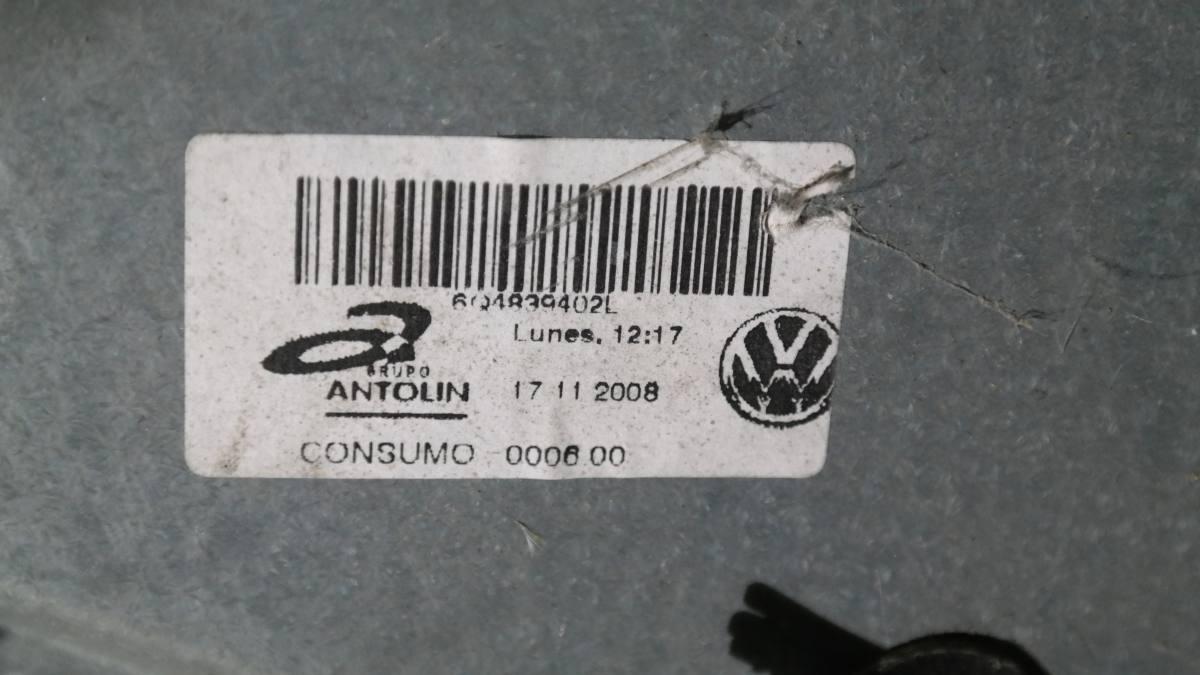 6Q4839402L
Lunes, 12:17
GRUPO
ANTOLIN
17 11 2008
CONSUMO 0006.00